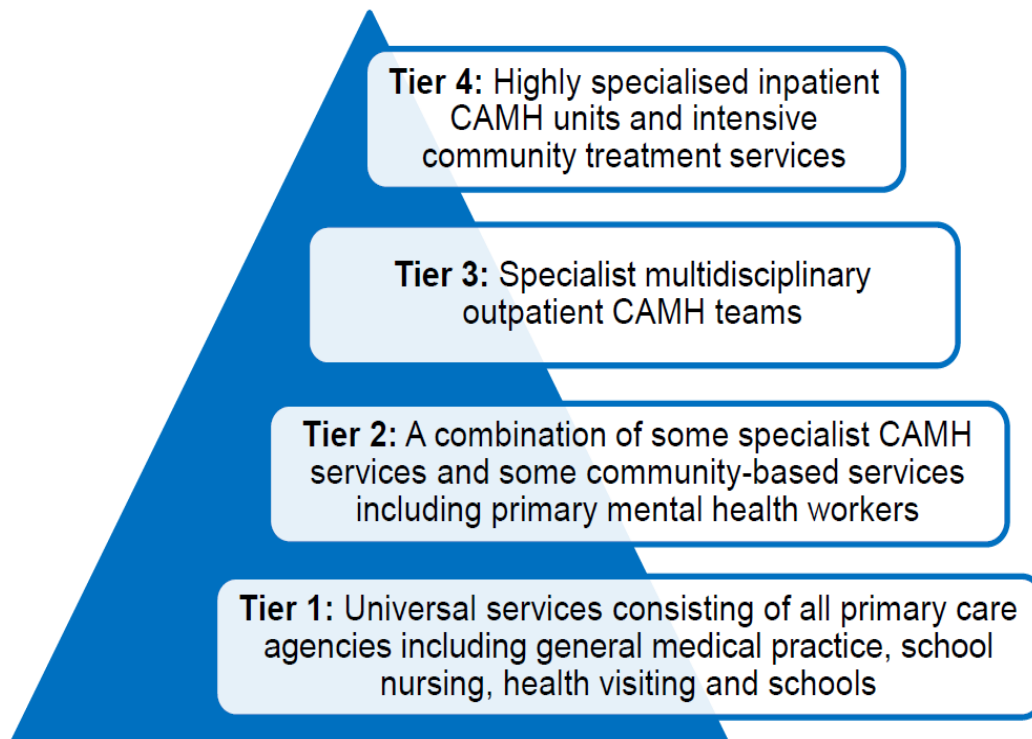 Tier 4: Highly specialised inpatient
CAMH units and intensive
community treatment services
Tier 3: Specialist multidisciplinary
outpatient CAMH teams
Tier 2: A combination of some specialist CAMH
services and some community-based services
including primary mental health workers
Tier 1: Universal services consisting of all primary care
agencies including general medical practice, school
nursing, health visiting and schools